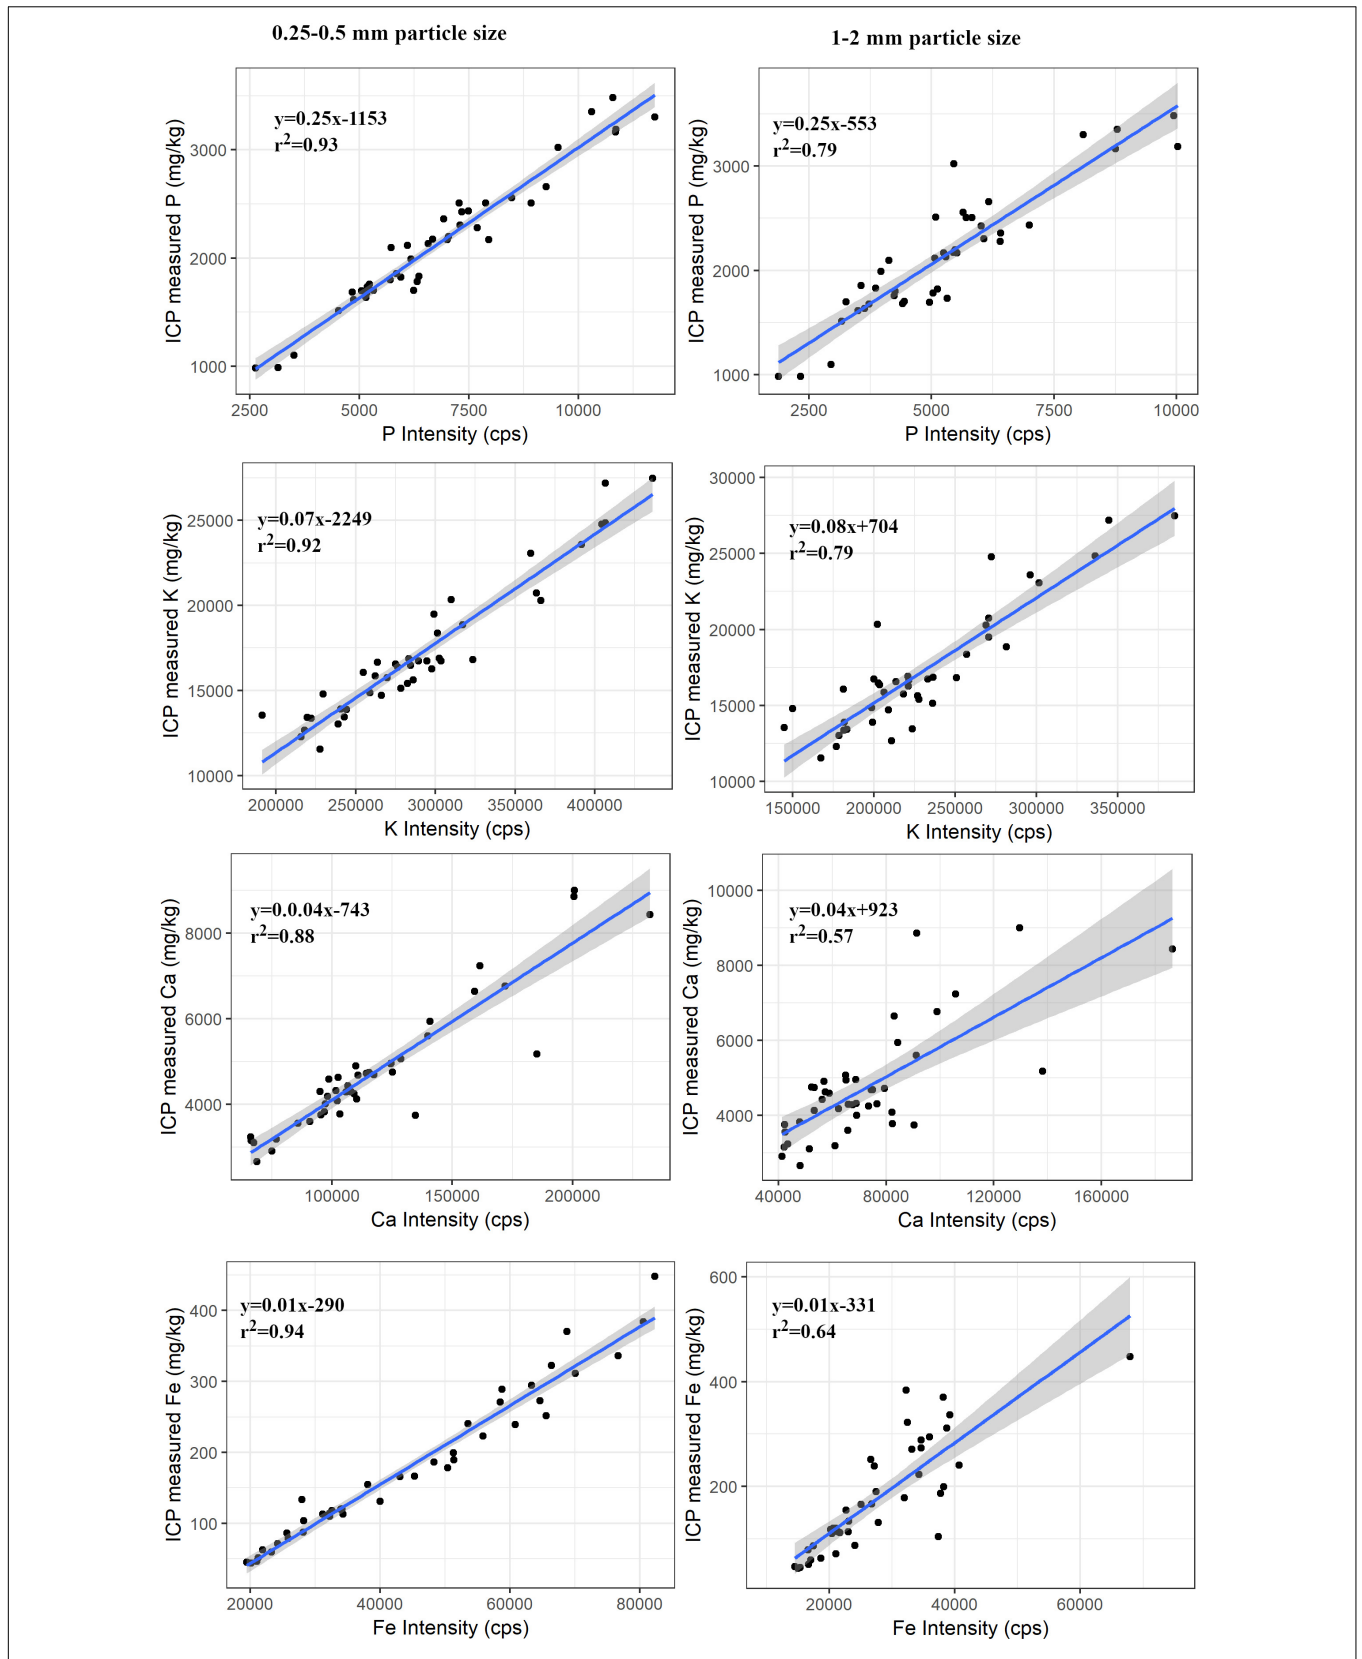 0.25-0.5 mm particle size
1-2 mm particle size
y=0.25x-1153
r²=0.93
ICP measured P (mg/kg)
3000
2000
1000
2500 5000 7500 10000
P Intensity (cps)
y=0.25x-553
r²=0.79
ICP measured P (mg/kg)
3000
2000
1000
2500 5000 7500 10000
P Intensity (cps)
y=0.07x-2249
r²=0.92
ICP measured K (mg/kg)
25000
20000
15000
10000
200000 250000 300000 350000 400000
K Intensity (cps)
y=0.08x+704
r²=0.79
ICP measured K (mg/kg)
30000
25000
20000
15000
10000
150000 200000 250000 300000 350000
K Intensity (cps)
y=0.0.04x-743
r²=0.88
ICP measured Ca (mg/kg)
8000
6000
4000
100000 150000 200000
Ca Intensity (cps)
y=0.04x+923
r²=0.57
ICP measured Ca (mg/kg)
10000
8000
6000
4000
40000 80000 120000 160000
Ca Intensity (cps)
y=0.01x-290
r²=0.94
ICP measured Fe (mg/kg)
400
300
200
100
20000 40000 60000 80000
Fe Intensity (cps)
y=0.01x-331
r²=0.64
ICP measured Fe (mg/kg)
600
400
200
20000 40000 60000
Fe Intensity (cps)